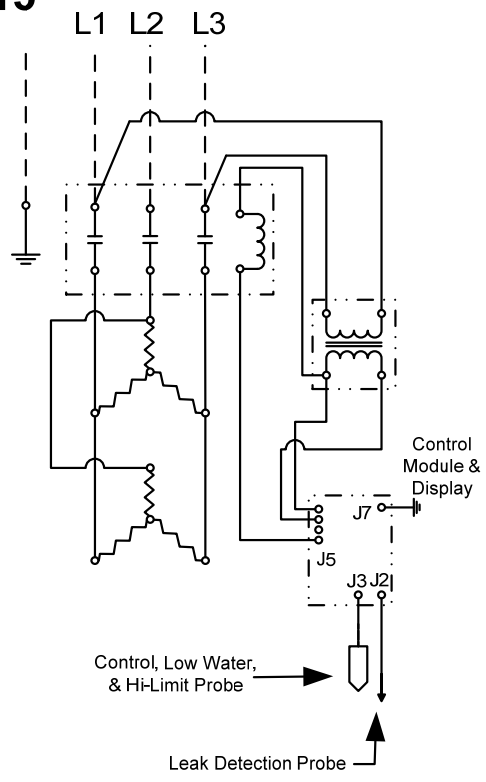 L1 L2 L3
Control
Module &
Display
J7
J5
J3 J2
Control, Low Water,
& Hi-Limit Probe
Leak Detection Probe